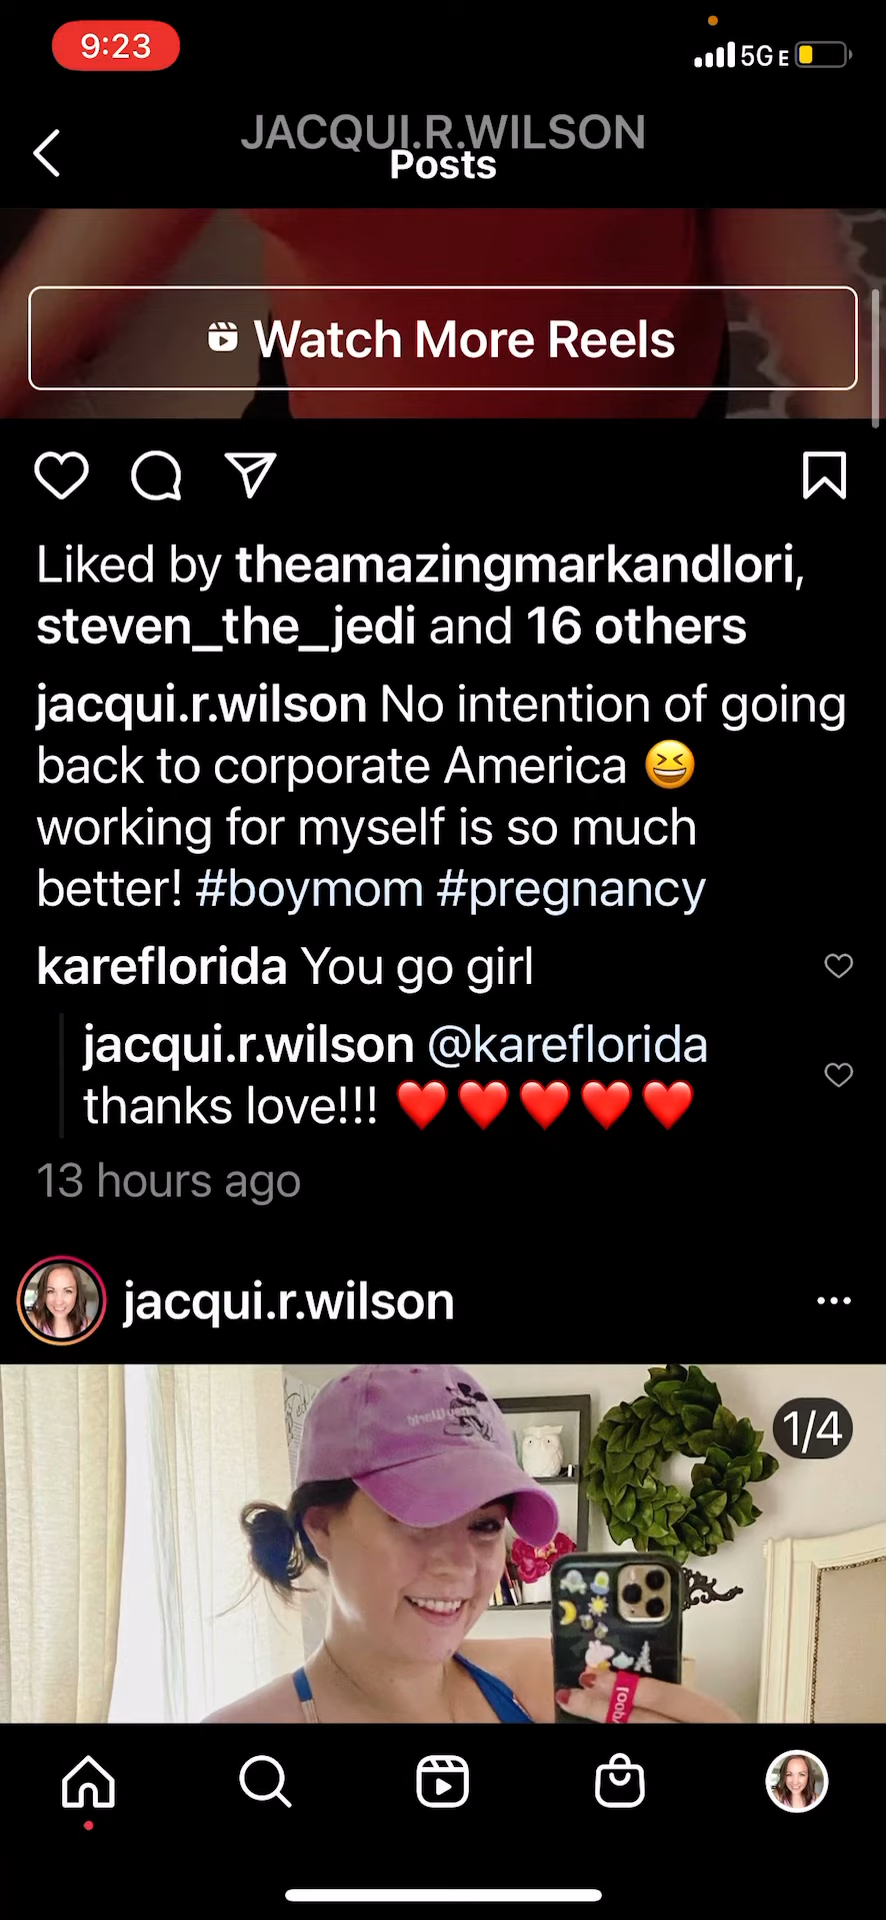 9:23
5GE
JACQUI.R.WILSON
Posts
Watch More Reels
Liked by theamazingmarkandlori,
steven_the_jedi and 16 others
jacqui.r.wilson No intention of going
back to corporate America 😆
working for myself is so much
better! #boymom #pregnancy
kareflorida You go girl
jacqui.r.wilson @kareflorida
thanks love!!! ❤️❤️❤️❤️❤️
13 hours ago
jacqui.r.wilson
...
1/4